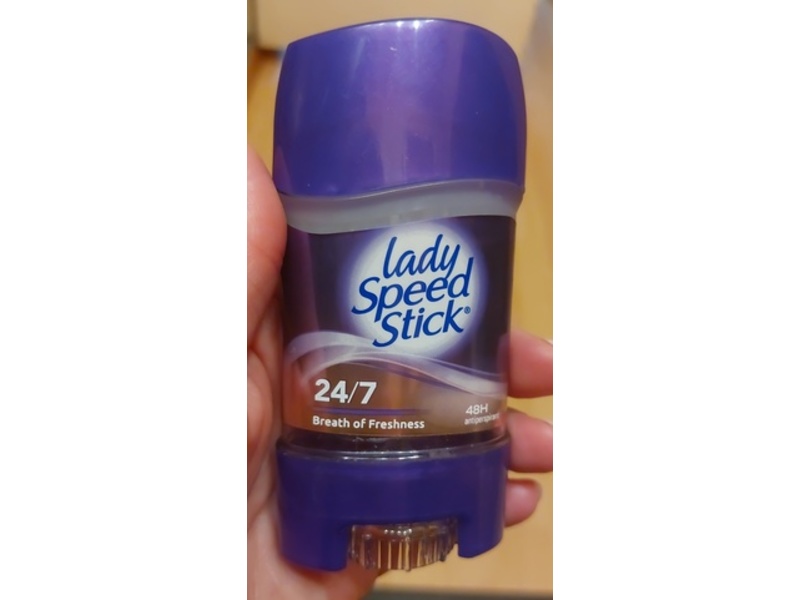 lady
Speed
Stick®
24/7
Breath of Freshness
48H
antiperspirant